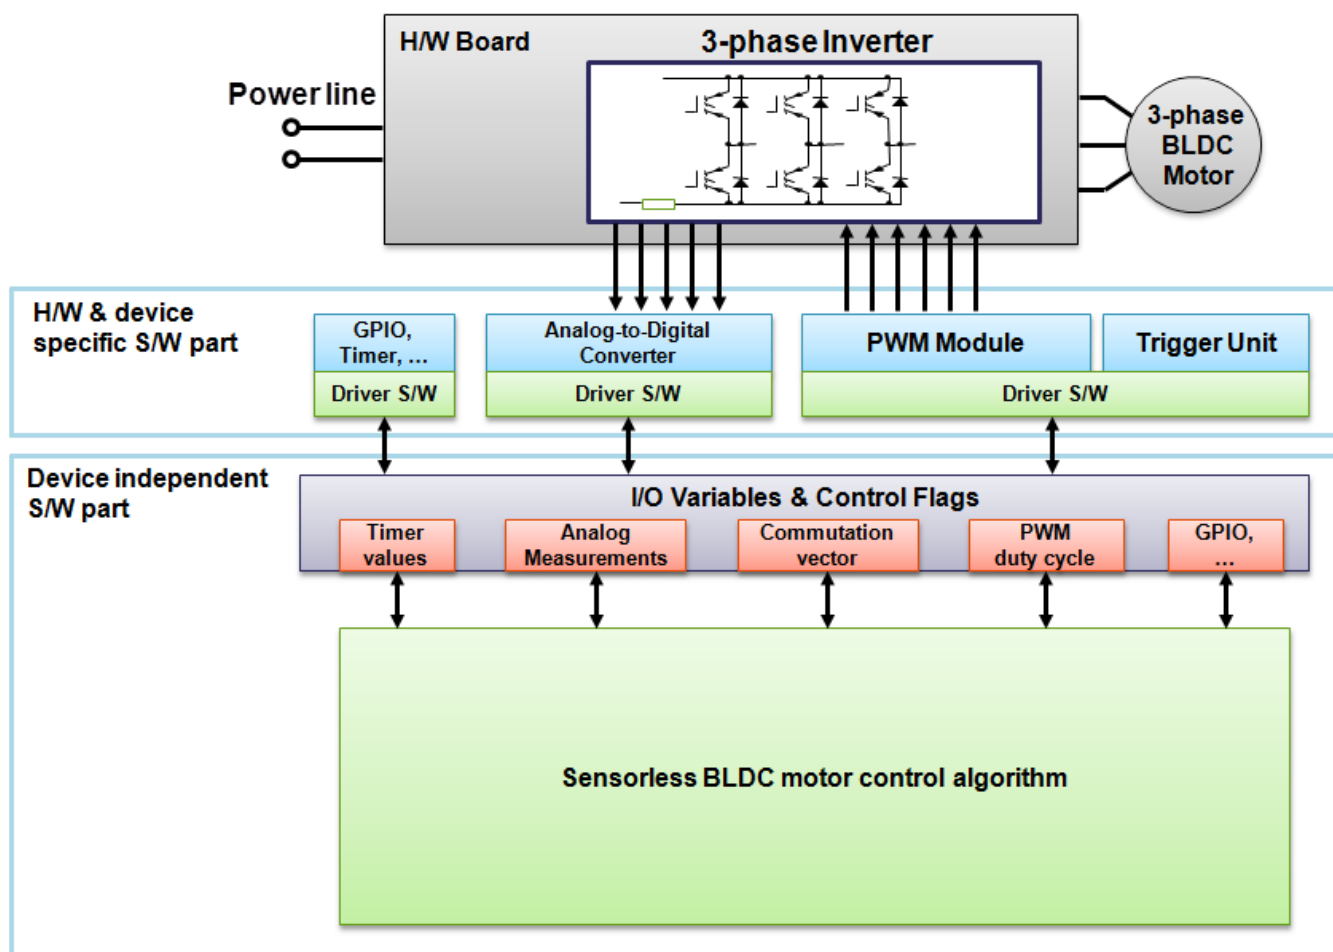 H/W Board
3-phase Inverter
Power line
3-phase
BLDC
Motor
H/W & device
specific S/W part
GPIO,
Timer, ...
Driver S/W
Analog-to-Digital
Converter
Driver S/W
PWM Module
Trigger Unit
Driver S/W
Device independent
S/W part
I/O Variables & Control Flags
Timer
values
Analog
Measurements
Commutation
vector
PWM
duty cycle
GPIO,
...
Sensorless BLDC motor control algorithm